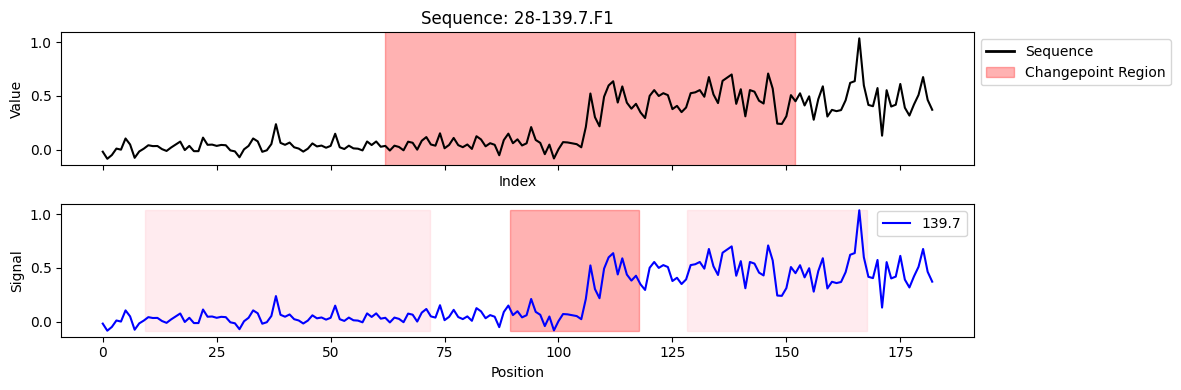 Sequence: 28-139.7.F1
1.0
0.5
0.0
Value
Index
Sequence
Changepoint Region
1.0
0.5
0.0
Signal
139.7
0 25 50 75 100 125 150 175
Position